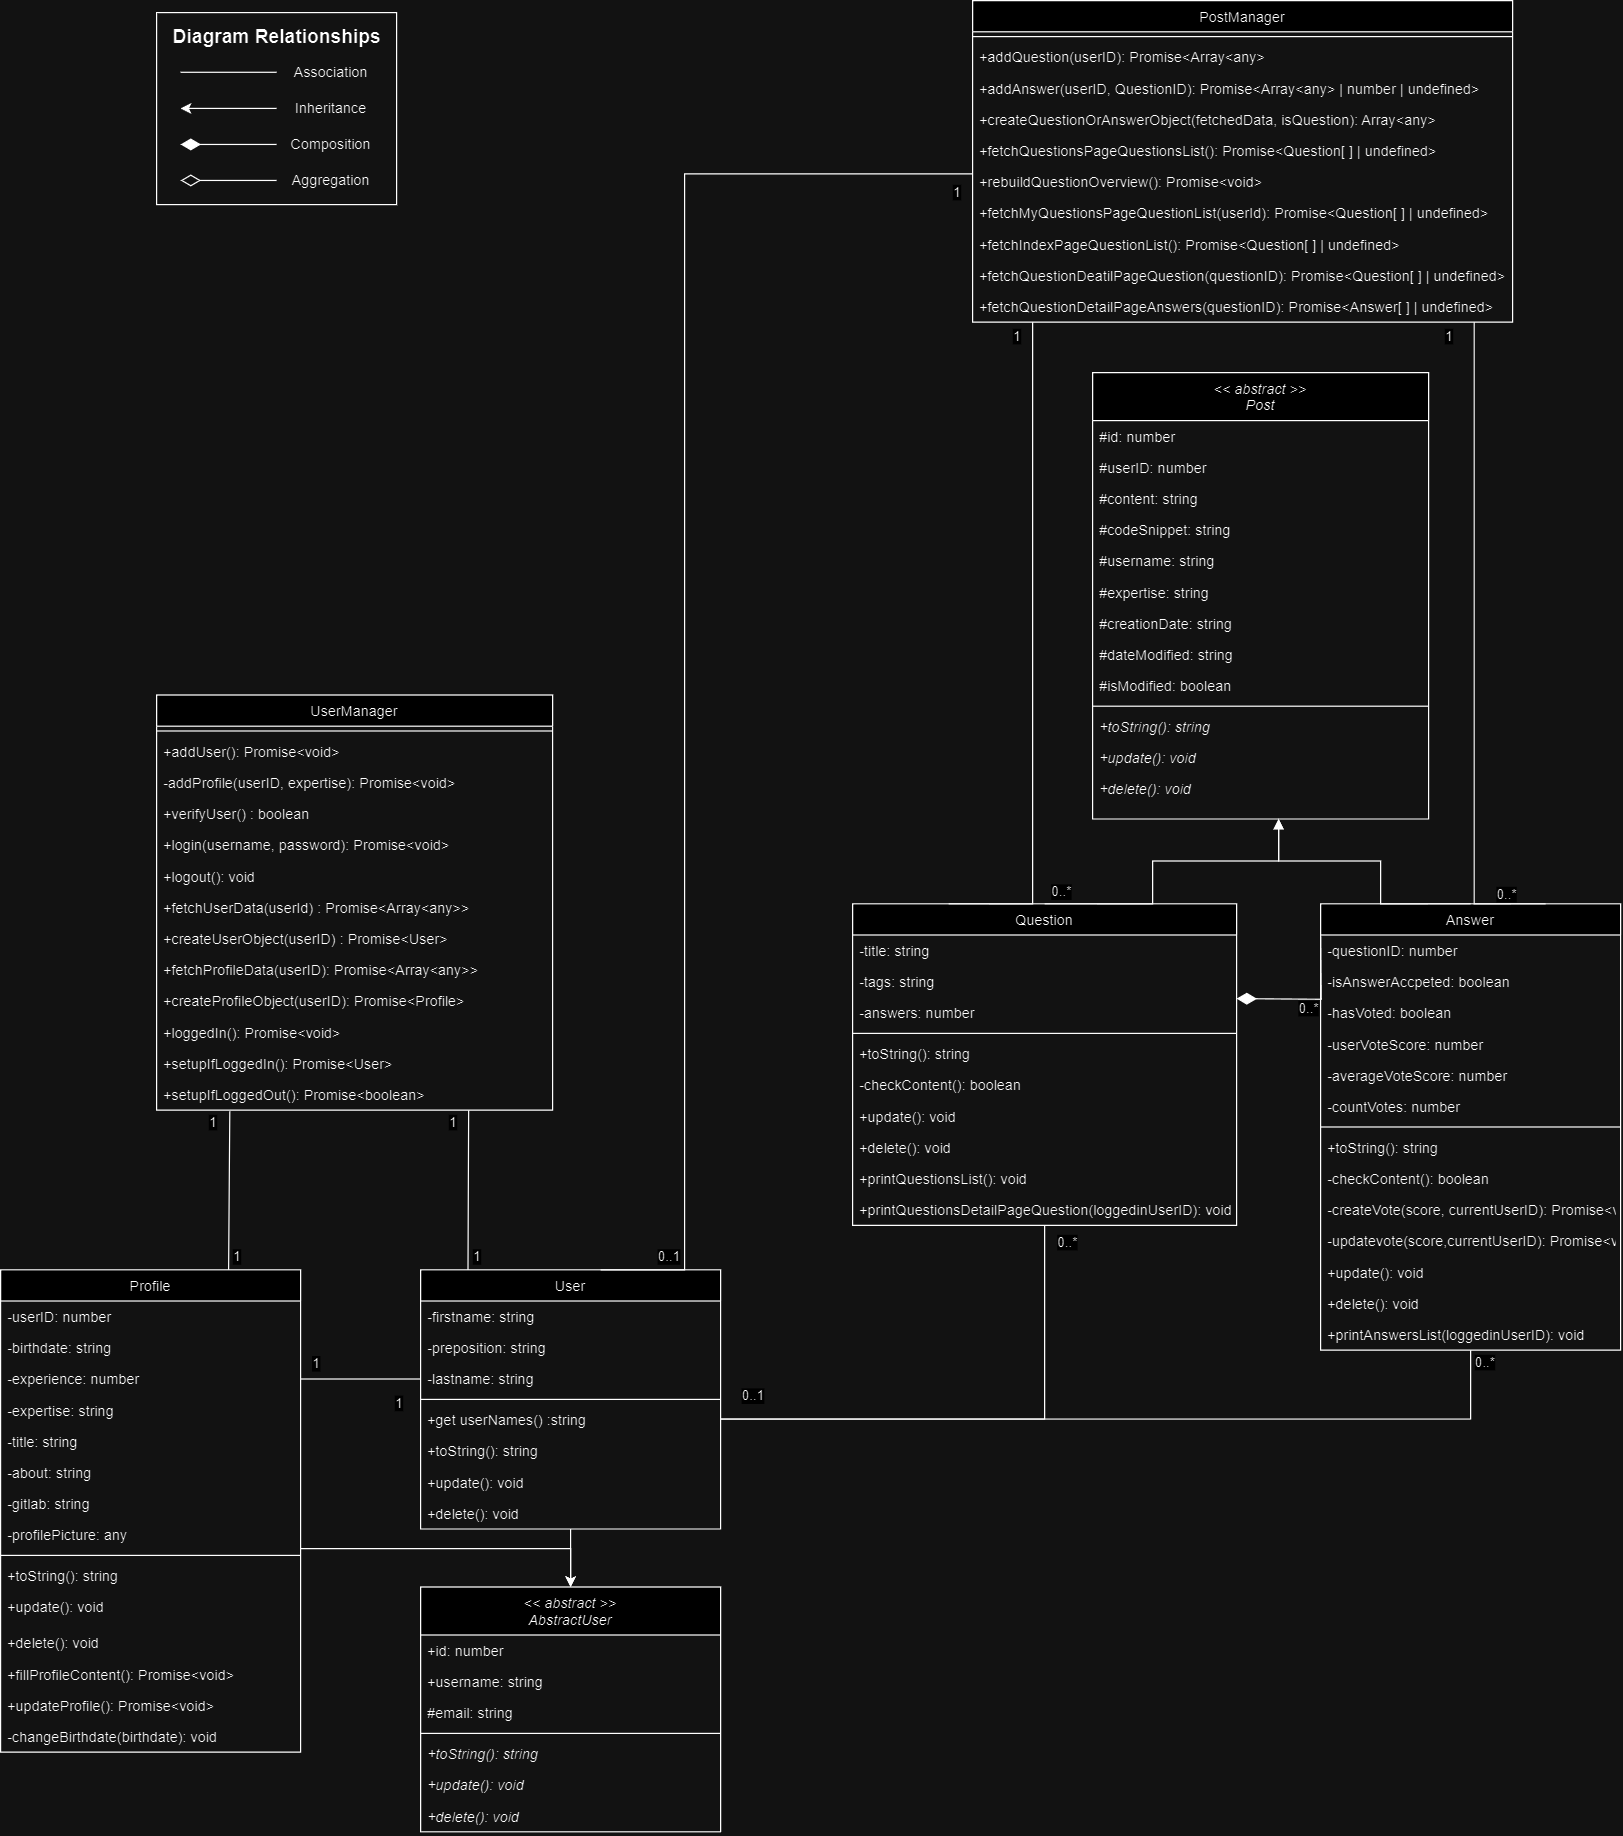 Diagram Relationships
Association
Inheritance
Composition
Aggregation
PostManager
+addQuestion(userID): Promise<Array<any>
+addAnswer(userID, QuestionID): Promise<Array<any> | number | undefined>
+createQuestionOrAnswerObject(fetchedData, isQuestion): Array<any>
+fetchQuestionsPageQuestionsList(): Promise<Question[ ] | undefined>
+rebuildQuestionOverview(): Promise<void>
+fetchMyQuestionsPageQuestionList(userId): Promise<Question[ ] | undefined>
+fetchIndexPageQuestionList(): Promise<Question[ ] | undefined>
+fetchQuestionDeatilPageQuestion(questionID): Promise<Question[ ] | undefined>
+fetchQuestionDetailPageAnswers(questionID): Promise<Answer[ ] | undefined>
1
1
1
<< abstract >>
Post
#id: number
#userID: number
#content: string
#codeSnippet: string
#username: string
#expertise: string
#creationDate: string
#dateModified: string
#isModified: boolean
+toString(): string
+update(): void
+delete(): void
UserManager
+addUser(): Promise<void>
-addProfile(userID, expertise): Promise<void>
+verifyUser() : boolean
+login(username, password): Promise<void>
+logout(): void
+fetchUserData(userId) : Promise<Array<any>>
+createUserObject(userID) : Promise<User>
+fetchProfileData(userID): Promise<Array<any>>
+createProfileObject(userID): Promise<Profile>
+loggedIn(): Promise<void>
+setupIfLoggedIn(): Promise<User>
+setupIfLoggedOut(): Promise<boolean>
1
1
0..*
0..*
Question
-title: string
-tags: string
-answers: number
+toString(): string
-checkContent(): boolean
+update(): void
+delete(): void
+printQuestionsList(): void
+printQuestionsDetailPageQuestion(loggedinUserID): void
0..*
0..*
Answer
-questionID: number
-isAnswerAccpeted: boolean
-hasVoted: boolean
-userVoteScore: number
-averageVoteScore: number
-countVotes: number
+toString(): string
-checkContent(): boolean
-createVote(score, currentUserID): Promise<v
-updatevote(score,currentUserID): Promise<v
+update(): void
+delete(): void
+printAnswersList(loggedinUserID): void
0..*
1
1
0..1
Profile
-userID: number
-birthdate: string
-experience: number
-expertise: string
-title: string
-about: string
-gitlab: string
-profilePicture: any
+toString(): string
+update(): void
+delete(): void
+fillProfileContent(): Promise<void>
+updateProfile(): Promise<void>
-changeBirthdate(birthdate): void
1
1
User
-firstname: string
-preposition: string
-lastname: string
+get userNames() :string
+toString(): string
+update(): void
+delete(): void
0..1
<< abstract >>
AbstractUser
+id: number
+username: string
#email: string
+toString(): string
+update(): void
+delete(): void